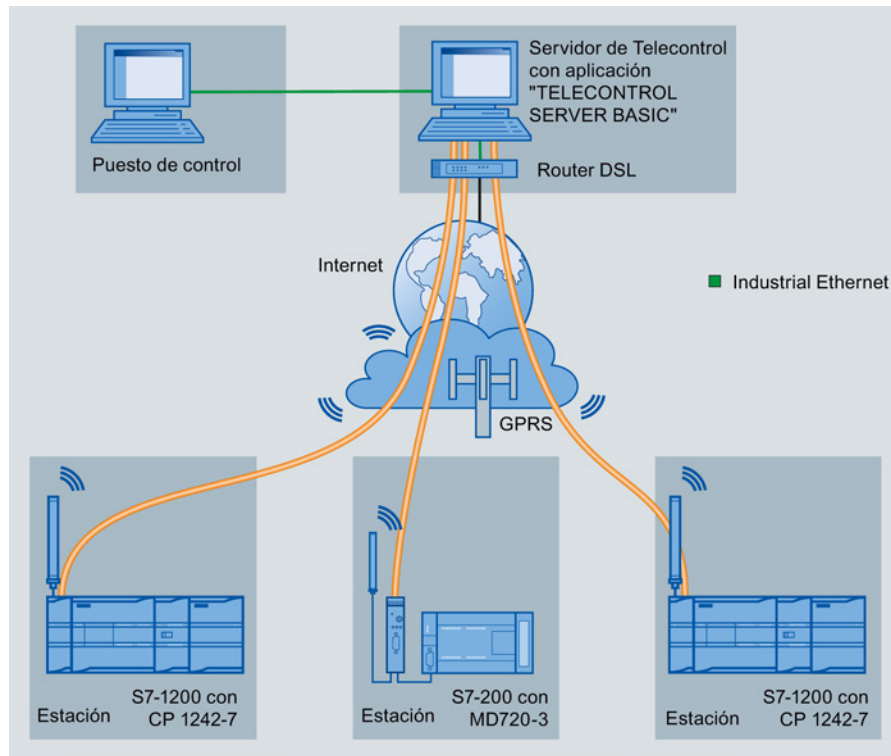 Servidor de Telecontrol
con aplicación
"TELECONTROL
SERVER BASIC"
Puesto de control
Router DSL
Internet
Industrial Ethernet
GPRS
Estación
S7-1200 con
CP 1242-7
Estación
S7-200 con
MD720-3
Estación
S7-1200 con
CP 1242-7